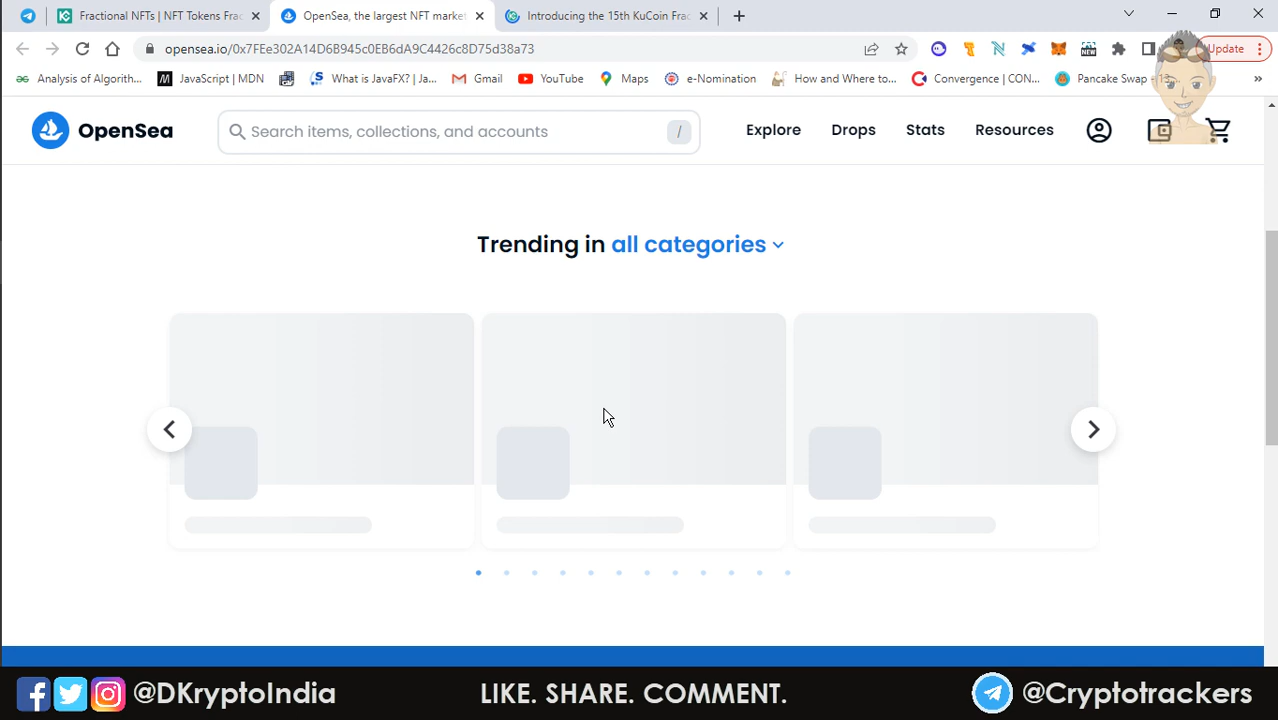 Fractional NFTs | NFT Tokens Frac
OpenSea, the largest NFT market
Introducing the 15th KuCoin Frac
opensea.io/0x7FEe302A14D6B945c0EB6dA9C4426c8D75d38a73
NEW
Update
Analysis of Algorith...
JavaScript | MDN
What is JavaFX? | Ja...
Gmail
YouTube
Maps
e-Nomination
How and Where to...
Convergence | CON...
Pancake Swap
OpenSea
Search items, collections, and accounts
/
Explore
Drops
Stats
Resources
Trending in all categories
@DKryptoIndia
LIKE. SHARE. COMMENT.
@Cryptotrackers